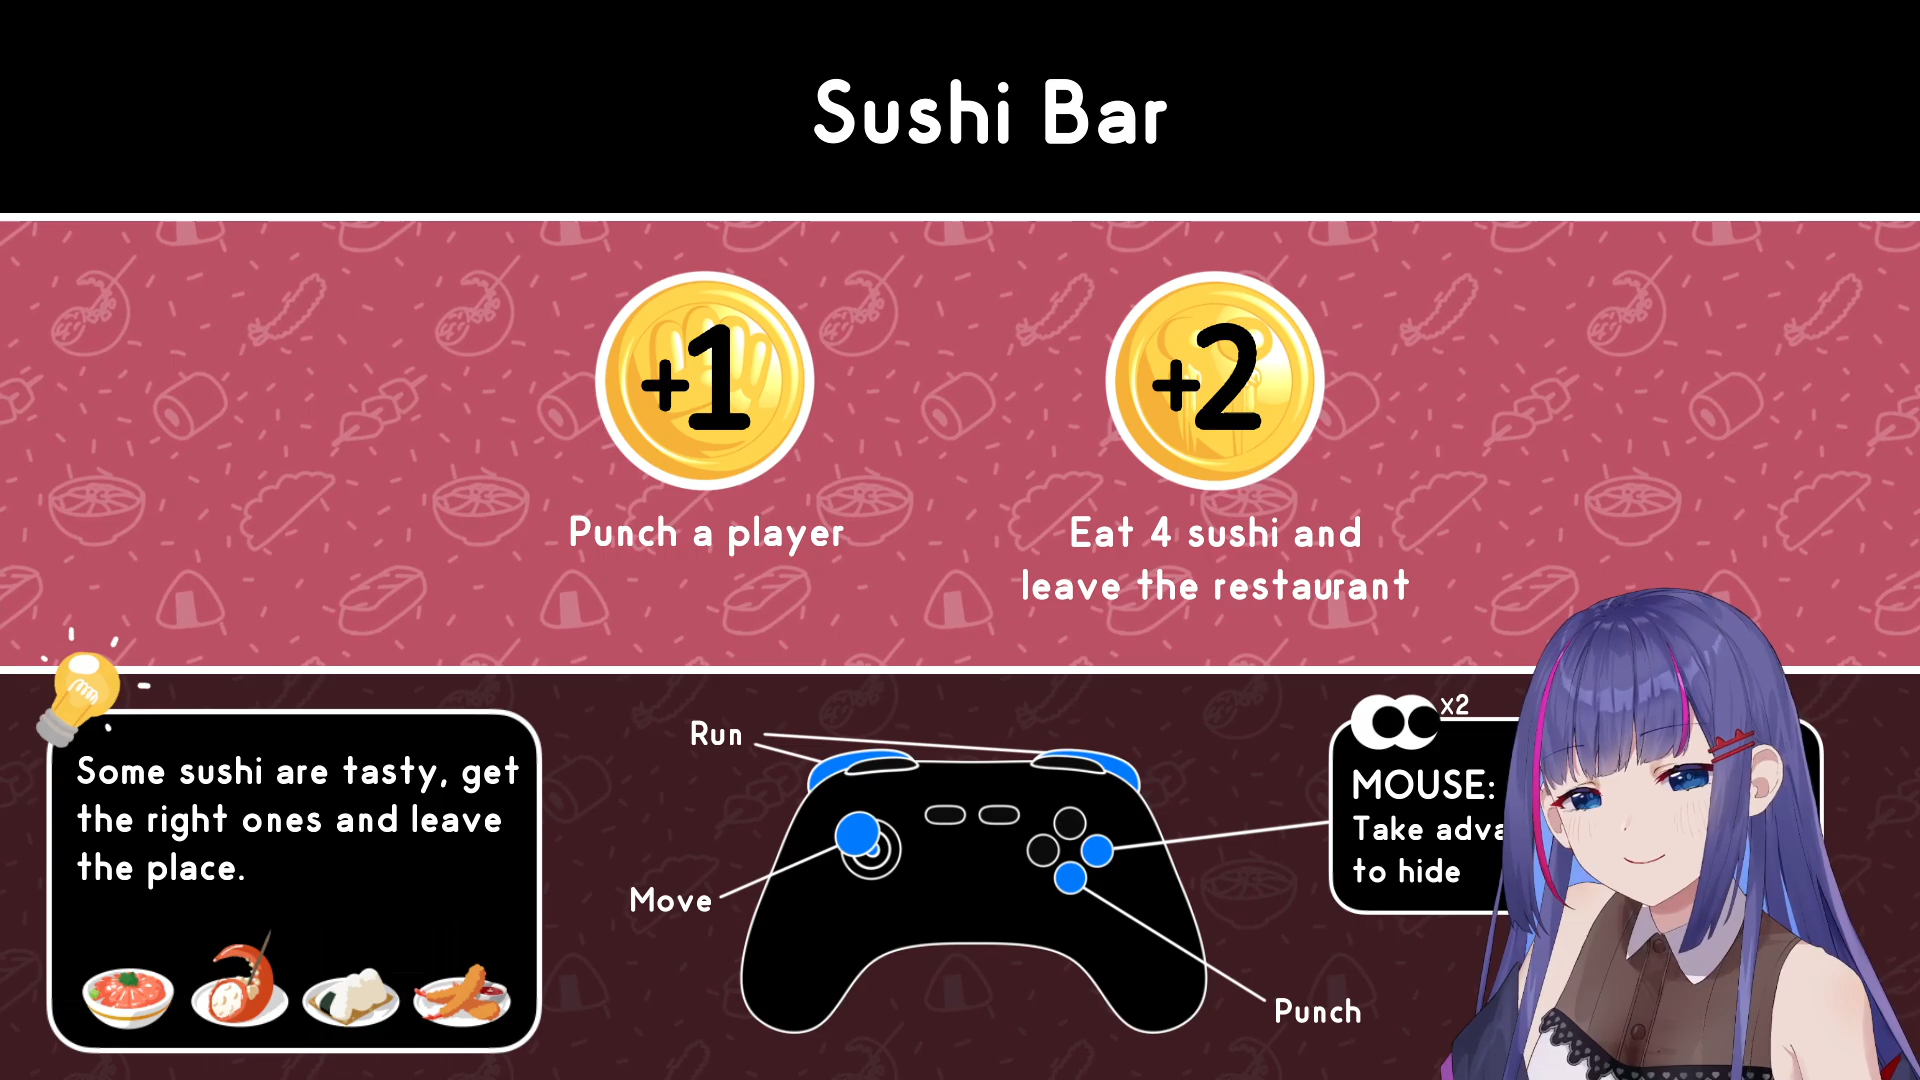 Sushi Bar
+1
+2
Punch a player
Eat 4 sushi and
leave the restaurant
Some sushi are tasty, get
the right ones and leave
the place.
Run
Move
Punch
x2
MOUSE:
Take
to hide